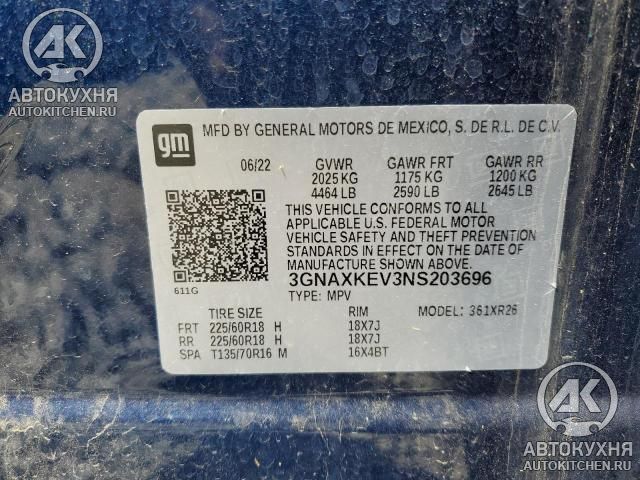 AK
АВТОКУХНЯ
AUTOKITCHEN.RU
gm
MFD BY GENERAL MOTORS DE MEXICO, S. DE R.L. DE C.V.
06/22 GVWR GAWR FRT GAWR RR
2025 KG 1175 KG 1200 KG
4464 LB 2590 LB 2645 LB
THIS VEHICLE CONFORMS TO ALL
APPLICABLE U.S. FEDERAL MOTOR
VEHICLE SAFETY AND THEFT PREVENTION
STANDARDS IN EFFECT ON THE DATE OF
MANUFACTURE SHOWN ABOVE.
611G
3GNAXKEV3NS203696
TYPE: MPV MODEL: 361XR26
TIRE SIZE RIM
FRT 225/60R18 H 18X7J
RR 225/60R18 H 18X7J
SPA T135/70R16 M 16X4BT
AK
АВТОКУХНЯ
AUTOKITCHEN.RU